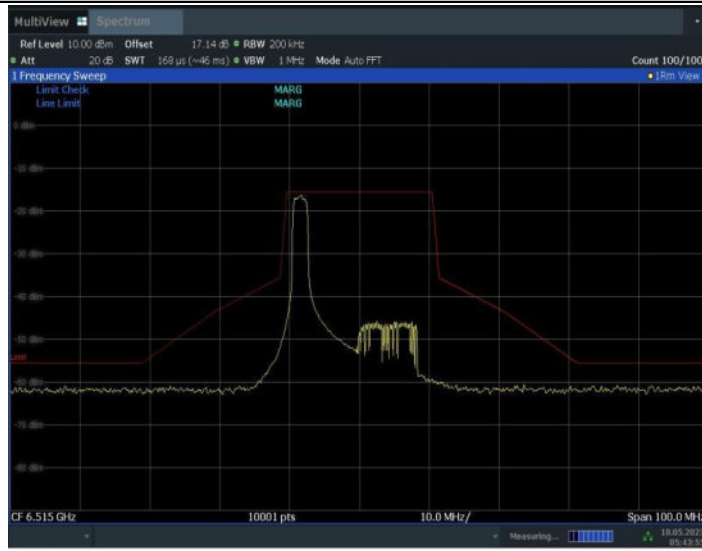 MultiView Spectrum
Ref Level 10.00 dBm Offset 17.14 dB RBW 200 kHz
Att 20 dB SWT 168 µs (~46 ms) VBW 1 MHz Mode Auto FFT Count 100/100
1 Frequency Sweep 1Rm View
Limit Check MARG
Line Limit MARG
0 dBm
-10 dBm
-20 dBm
-30 dBm
-40 dBm
-50 dBm
-60 dBm
-70 dBm
-80 dBm
CF 6.515 GHz 10001 pts 10.0 MHz/ Span 100.0 MHz
Measuring...